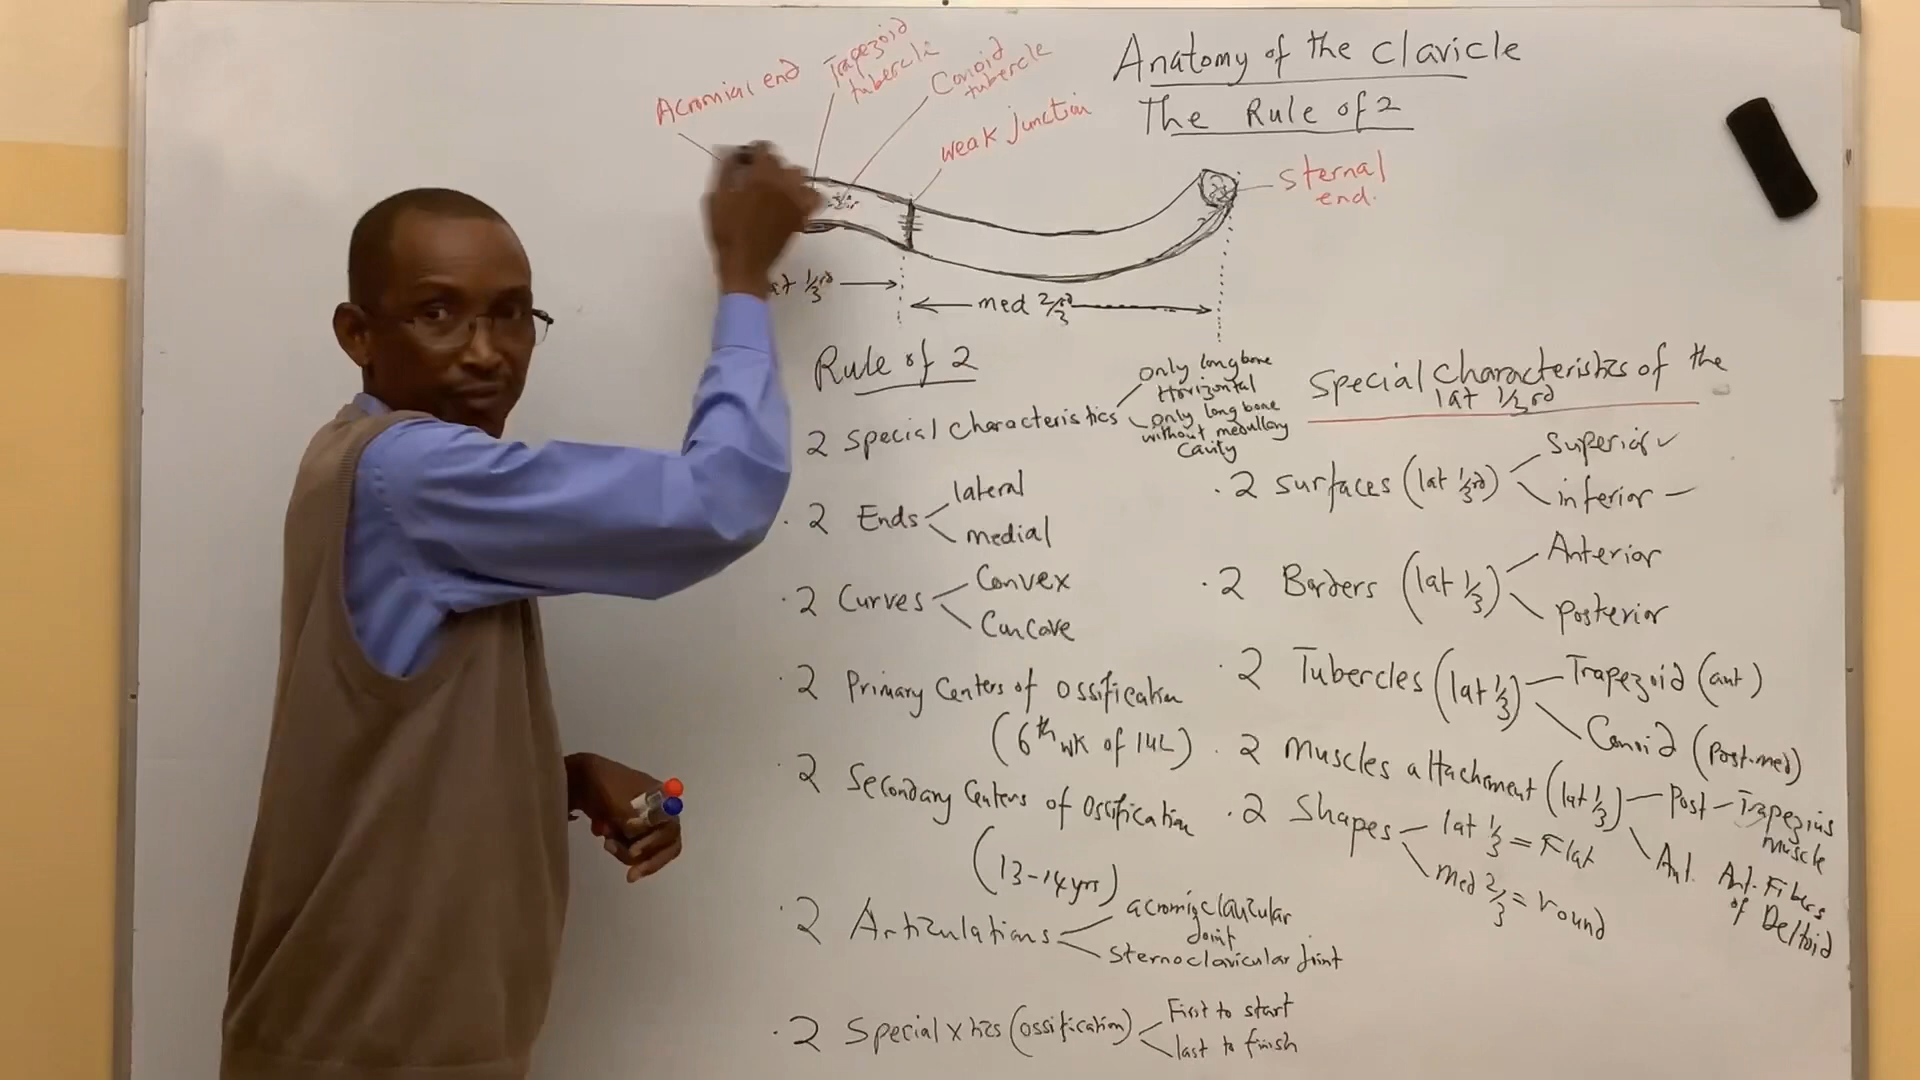 Anatomy of the Clavicle
The Rule of 2
Acromial end
Trapezoid
tubercle
Conoid
tubercle
weak junction
Sternal
end.
at 1/3rd
med 2/3rd
Rule of 2
2 Special characteristics
only long bone
Horizontal
only long bone
without medullary
Cavity
· 2 Ends
lateral
medial
· 2 Curves
Convex
Concave
· 2 Primary Centers of Ossification
(6th wk of IUL)
· 2 Secondary Centers of Ossification
(13-14 yrs)
· 2 Articulations
acromioclavicular
Joint
Sternoclavicular Joint
· 2 Special xtics (ossification)
First to start
last to finish
Special Characteristics of the
lat 1/3rd
· 2 Surfaces (lat 1/3rd)
Superior ✓
inferior –
· 2 Borders (lat 1/3)
Anterior
posterior
· 2 Tubercles (lat 1/3)
Trapezoid (ant)
Conoid (Post-med)
· 2 Muscles attachment (lat 1/3)
Post - Trapezius
Muscle
Ant. Ant. Fibers
of Deltoid
· 2 Shapes
lat 1/3 = Flat
med 2/3 = round